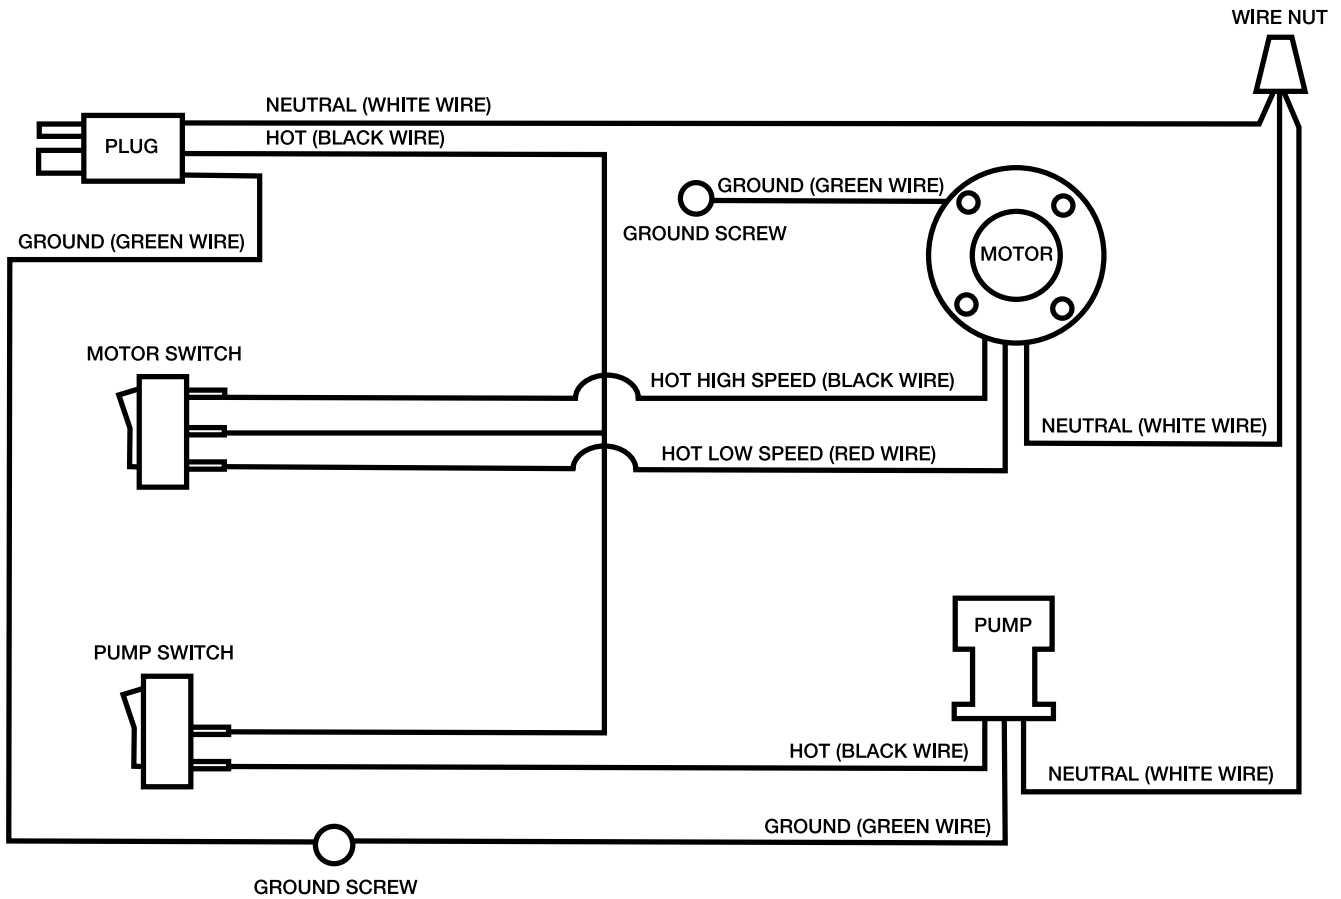 WIRE NUT
NEUTRAL (WHITE WIRE)
HOT (BLACK WIRE)
PLUG
GROUND (GREEN WIRE)
GROUND SCREW
GROUND (GREEN WIRE)
MOTOR
MOTOR SWITCH
HOT HIGH SPEED (BLACK WIRE)
NEUTRAL (WHITE WIRE)
HOT LOW SPEED (RED WIRE)
PUMP
PUMP SWITCH
HOT (BLACK WIRE)
NEUTRAL (WHITE WIRE)
GROUND (GREEN WIRE)
GROUND SCREW